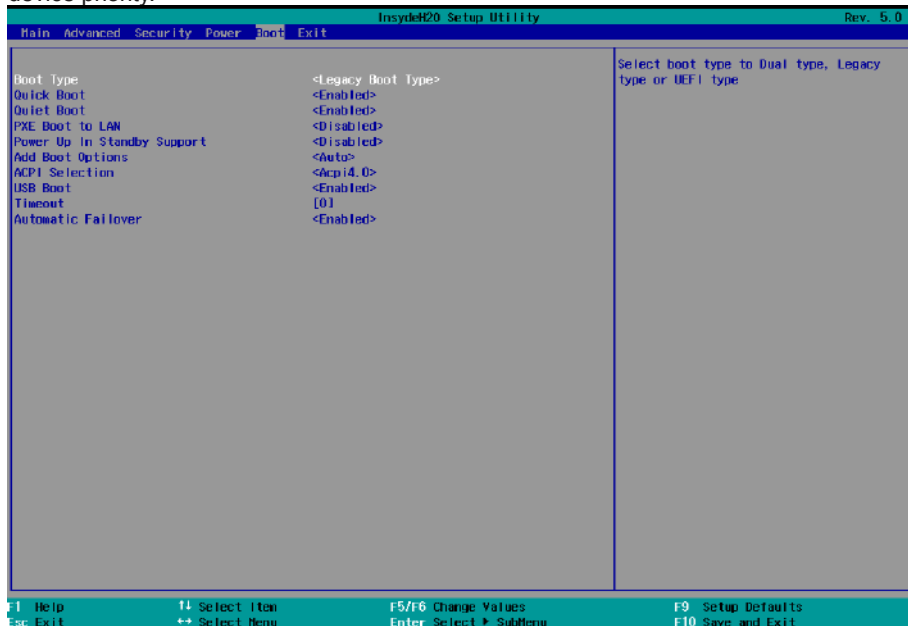 device priority.
InsydeH20 Setup Utility Rev. 5.0
Main Advanced Security Power Boot Exit
Select boot type to Dual type, Legacy
Boot Type <Legacy Boot Type> type or UEFI type
Quick Boot <Enabled>
Quiet Boot <Enabled>
PXE Boot to LAN <Disabled>
Power Up In Standby Support <Disabled>
Add Boot Options <Auto>
ACPI Selection <Acpi4.0>
USB Boot <Enabled>
Timeout [0]
Automatic Failover <Enabled>
F1 Help ↑↓ Select Item F5/F6 Change Values F9 Setup Defaults
Esc Exit ↔ Select Menu Enter Select ▶ SubMenu F10 Save and Exit